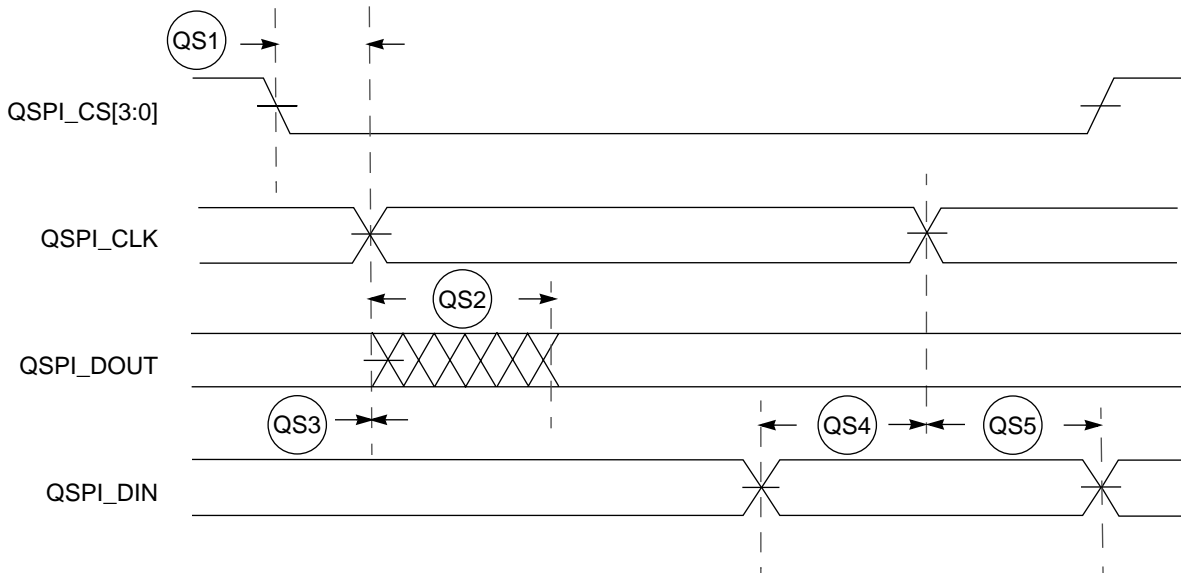 QS1
QSPI_CS[3:0]
QSPI_CLK
QS2
QSPI_DOUT
QS3
QS4
QS5
QSPI_DIN